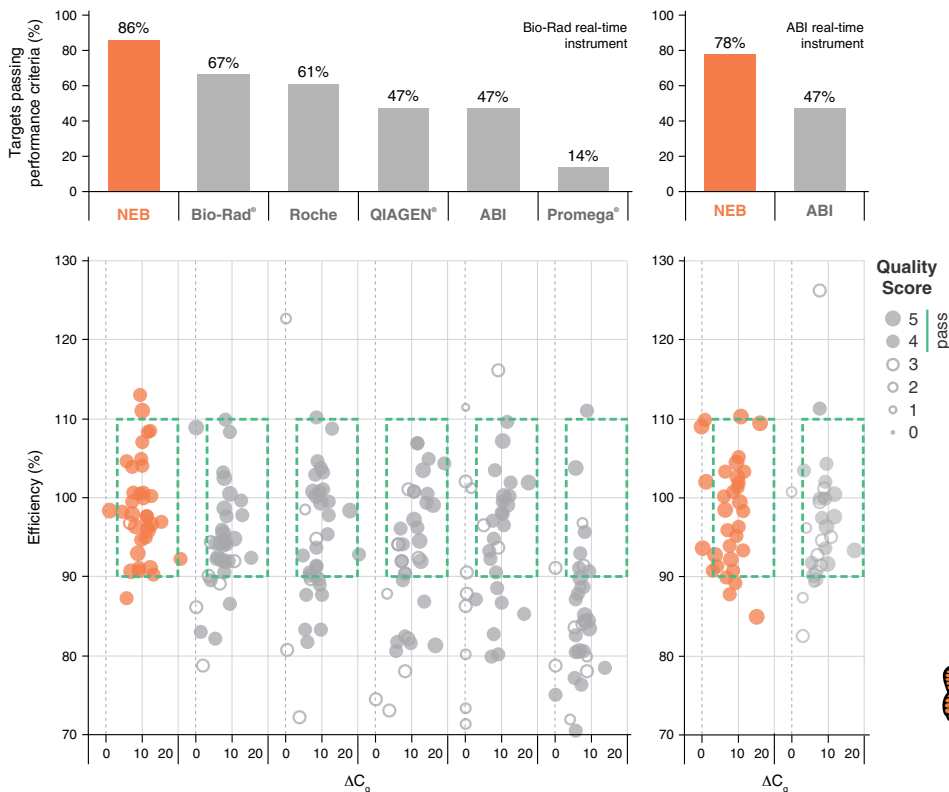 Targets passing
performance criteria (%)
100
80
60
40
20
0
86%
67%
61%
47%
47%
14%
Bio-Rad real-time
instrument
NEB
Bio-Rad®
Roche
QIAGEN®
ABI
Promega®
100
80
60
40
20
0
78%
47%
ABI real-time
instrument
NEB
ABI
Efficiency (%)
130
120
110
100
90
80
70
0 10 20 0 10 20 0 10 20 0 10 20 0 10 20 0 10 20
ΔCq
130
120
110
100
90
80
70
0 10 20 0 10 20
ΔCq
Quality
Score
5
4
3
2
1
0
pass